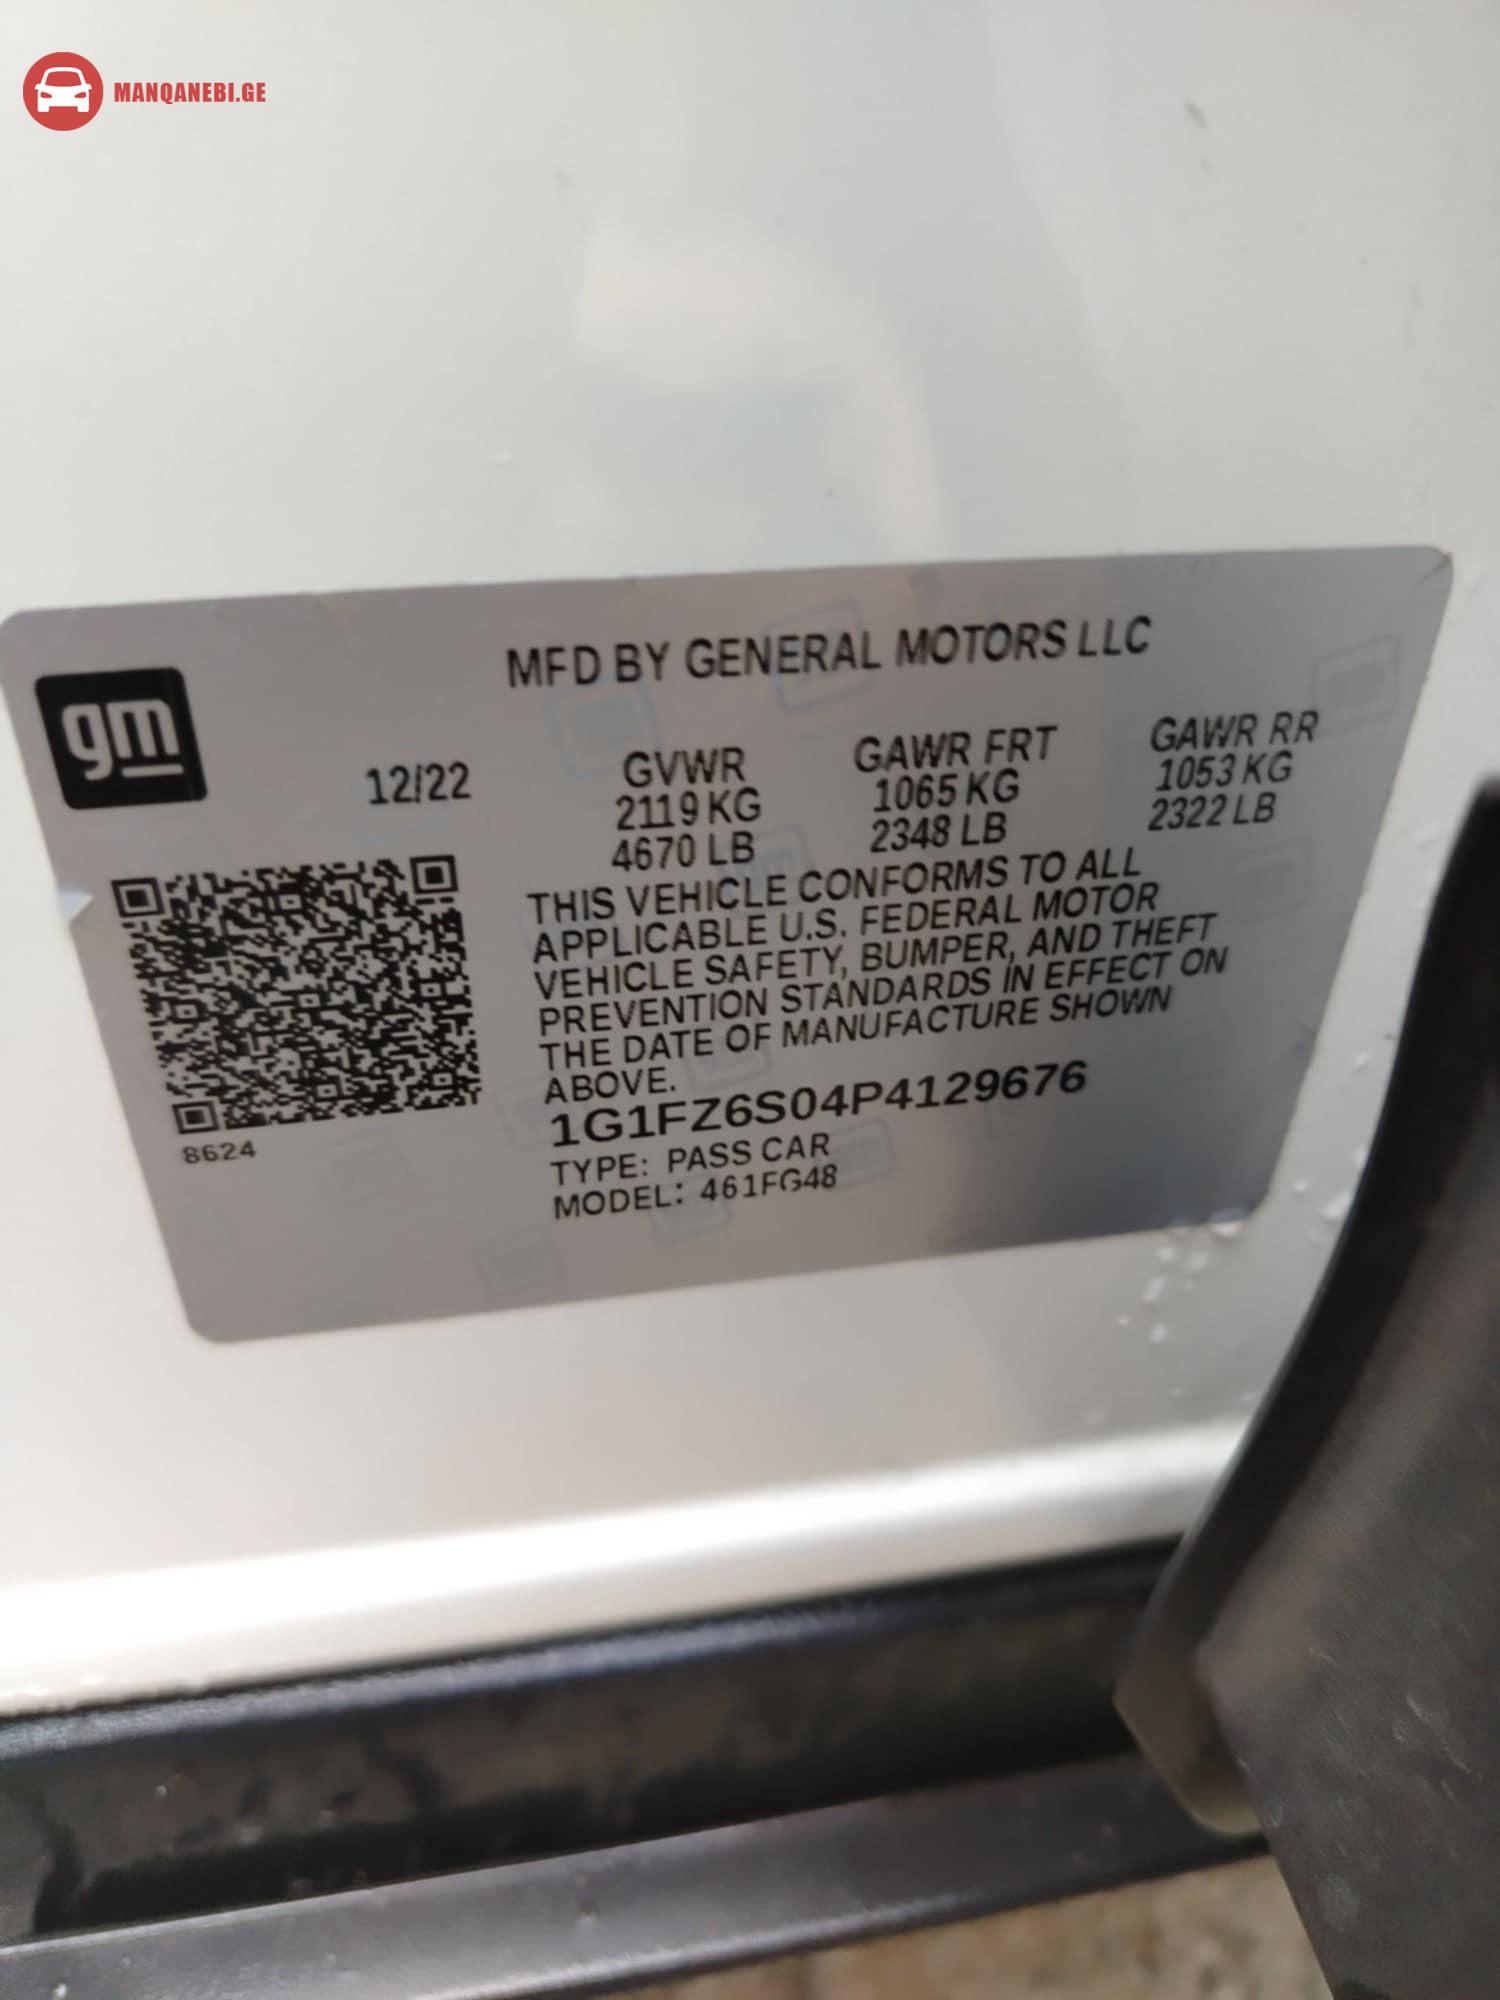 MANQANEBI.GE
MFD BY GENERAL MOTORS LLC
gm
12/22
GVWR
2119 KG
4670 LB
GAWR FRT
1065 KG
2348 LB
GAWR RR
1053 KG
2322 LB
THIS VEHICLE CONFORMS TO ALL
APPLICABLE U.S. FEDERAL MOTOR
VEHICLE SAFETY, BUMPER, AND THEFT
PREVENTION STANDARDS IN EFFECT ON
THE DATE OF MANUFACTURE SHOWN
ABOVE.
1G1FZ6S04P4129676
8624
TYPE: PASS CAR
MODEL: 461FG48